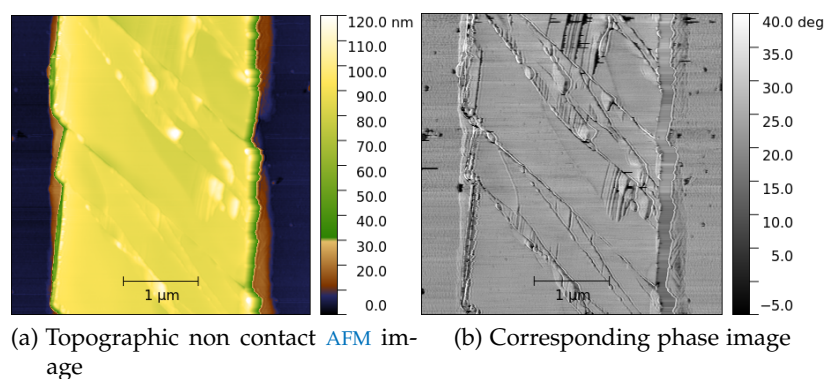 120.0 nm
100.0
90.0
80.0
70.0
60.0
50.0
40.0
30.0
20.0
0.0
1 μm
40.0 deg
35.0
30.0
25.0
20.0
15.0
10.0
5.0
−5.0
1 μm
(a) Topographic non contact AFM im-
age
(b) Corresponding phase image